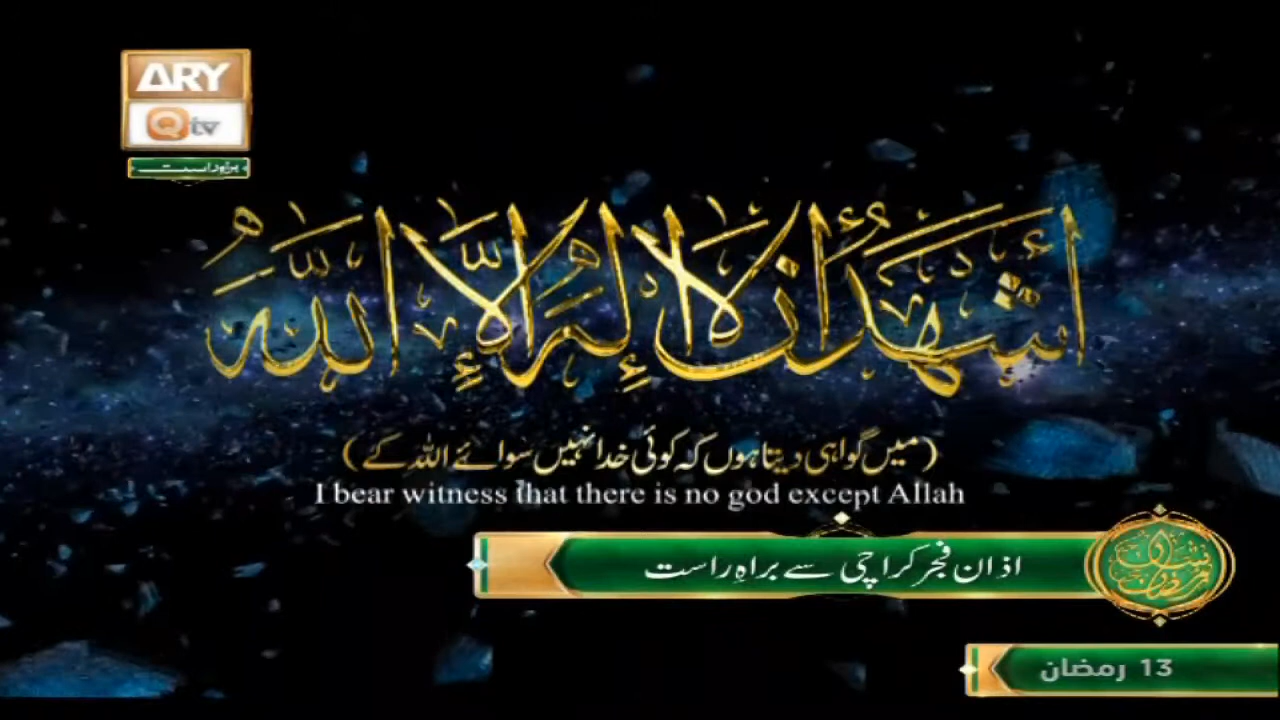 ARY
Qtv
براہِ راست
أَشْهَدُ أَنْ لَا إِلٰهَ إِلَّا اللّٰهُ
(میں گواہی دیتا ہوں کہ کوئی خدا نہیں سوائے اللہ کے)
I bear witness that there is no god except Allah
اذان فجر کراچی سے براہِ راست
13 رمضان